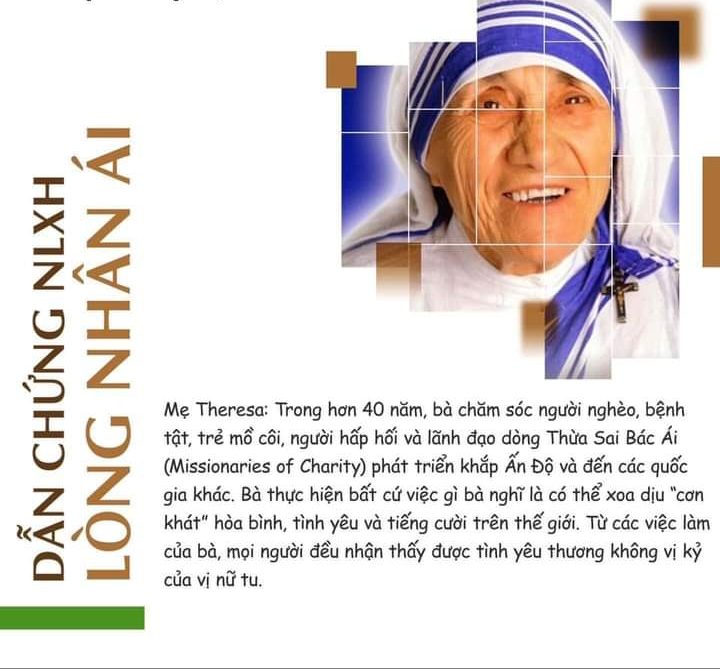 DẪN CHỨNG NLXH
LÒNG NHÂN ÁI
Mẹ Theresa: Trong hơn 40 năm, bà chăm sóc người nghèo, bệnh
tật, trẻ mồ côi, người hấp hối và lãnh đạo dòng Thừa Sai Bác Ái
(Missionaries of Charity) phát triển khắp Ấn Độ và đến các quốc
gia khác. Bà thực hiện bất cứ việc gì bà nghĩ là có thể xoa dịu “cơn
khát” hòa bình, tình yêu và tiếng cười trên thế giới. Từ các việc làm
của bà, mọi người đều nhận thấy được tình yêu thương không vị kỷ
của vị nữ tu.